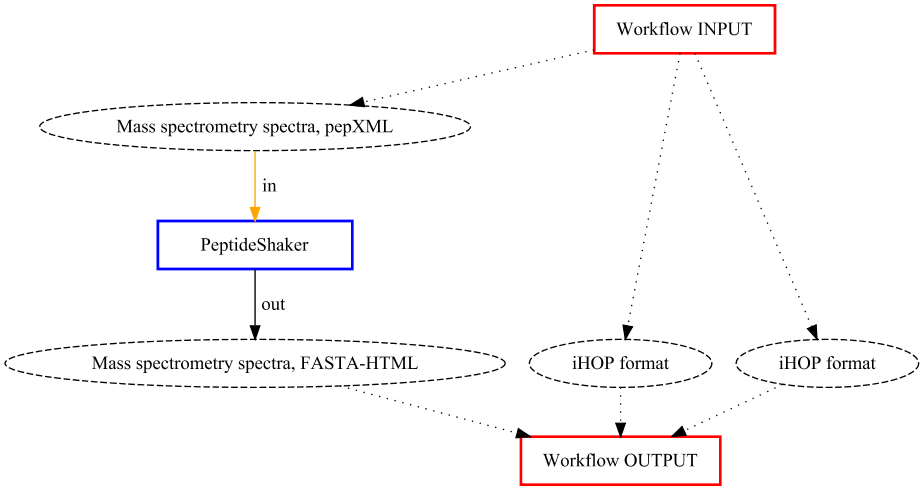 Workflow INPUT
Mass spectrometry spectra, pepXML
in
PeptideShaker
out
Mass spectrometry spectra, FASTA-HTML
iHOP format
iHOP format
Workflow OUTPUT